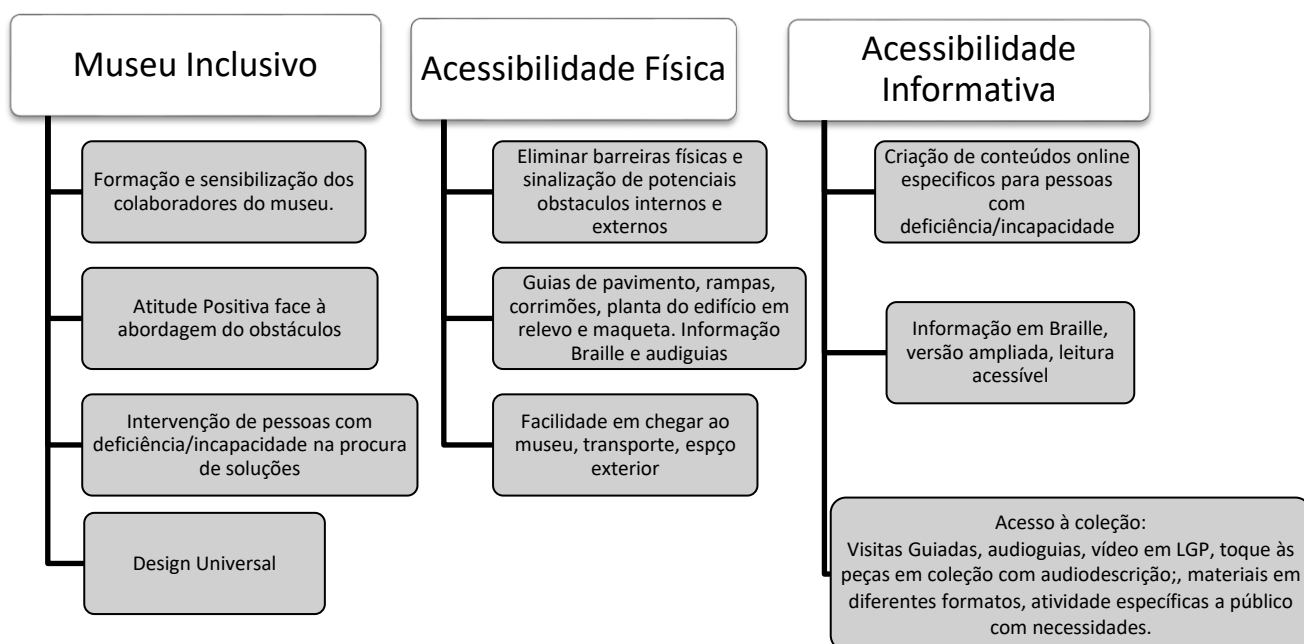 Museu Inclusivo
Formação e sensibilização dos
colaboradores do museu.
Atitude Positiva face à
abordagem do obstáculos
Intervenção de pessoas com
deficiência/incapacidade na procura
de soluções
Design Universal
Acessibilidade Física
Eliminar barreiras físicas e
sinalização de potenciais
obstaculos internos e
externos
Guias de pavimento, rampas,
corrimões, planta do edifício em
relevo e maqueta. Informação
Braille e audiguias
Facilidade em chegar ao
museu, transporte, espço
exterior
Acessibilidade
Informativa
Criação de conteúdos online
especificos para pessoas
com
deficiência/incapacidade
Informação em Braille,
versão ampliada, leitura
acessível
Acesso à coleção:
Visitas Guiadas, audioguias, vídeo em LGP, toque às
peças em coleção com audiodescrição;, materiais em
diferentes formatos, atividade específicas a público
com necessidades.